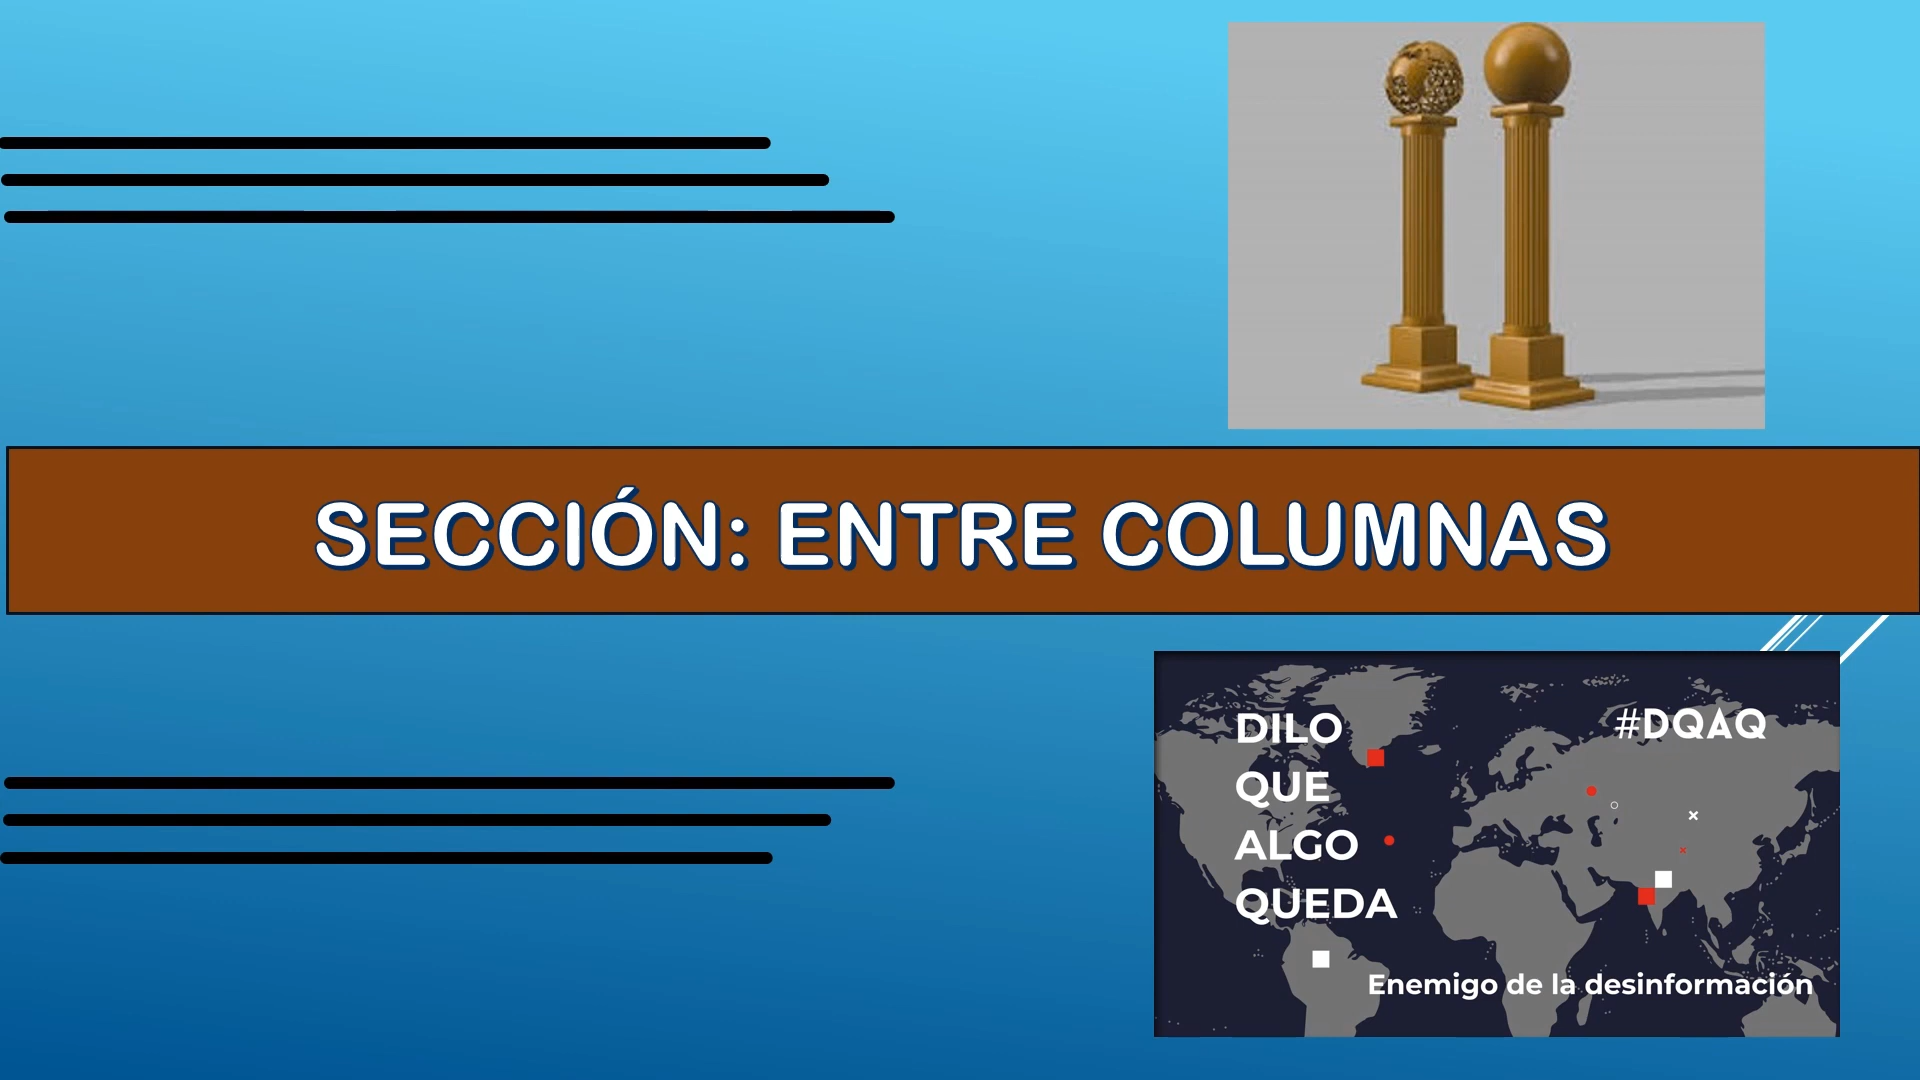 SECCIÓN: ENTRE COLUMNAS
DILO
QUE
ALGO
QUEDA
#DQAQ
Enemigo de la desinformación